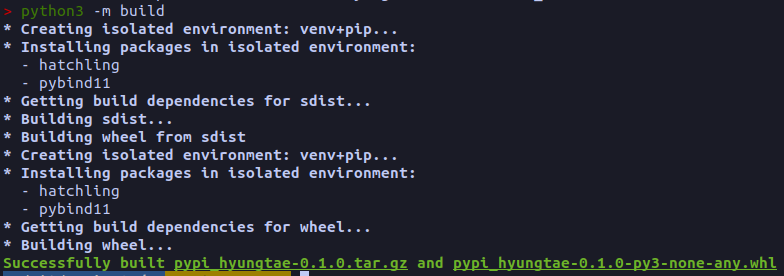 > python3 -m build
* Creating isolated environment: venv+pip...
* Installing packages in isolated environment:
  - hatchling
  - pybind11
* Getting build dependencies for sdist...
* Building sdist...
* Building wheel from sdist
* Creating isolated environment: venv+pip...
* Installing packages in isolated environment:
  - hatchling
  - pybind11
* Getting build dependencies for wheel...
* Building wheel...
Successfully built pypi_hyungtae-0.1.0.tar.gz and pypi_hyungtae-0.1.0-py3-none-any.whl